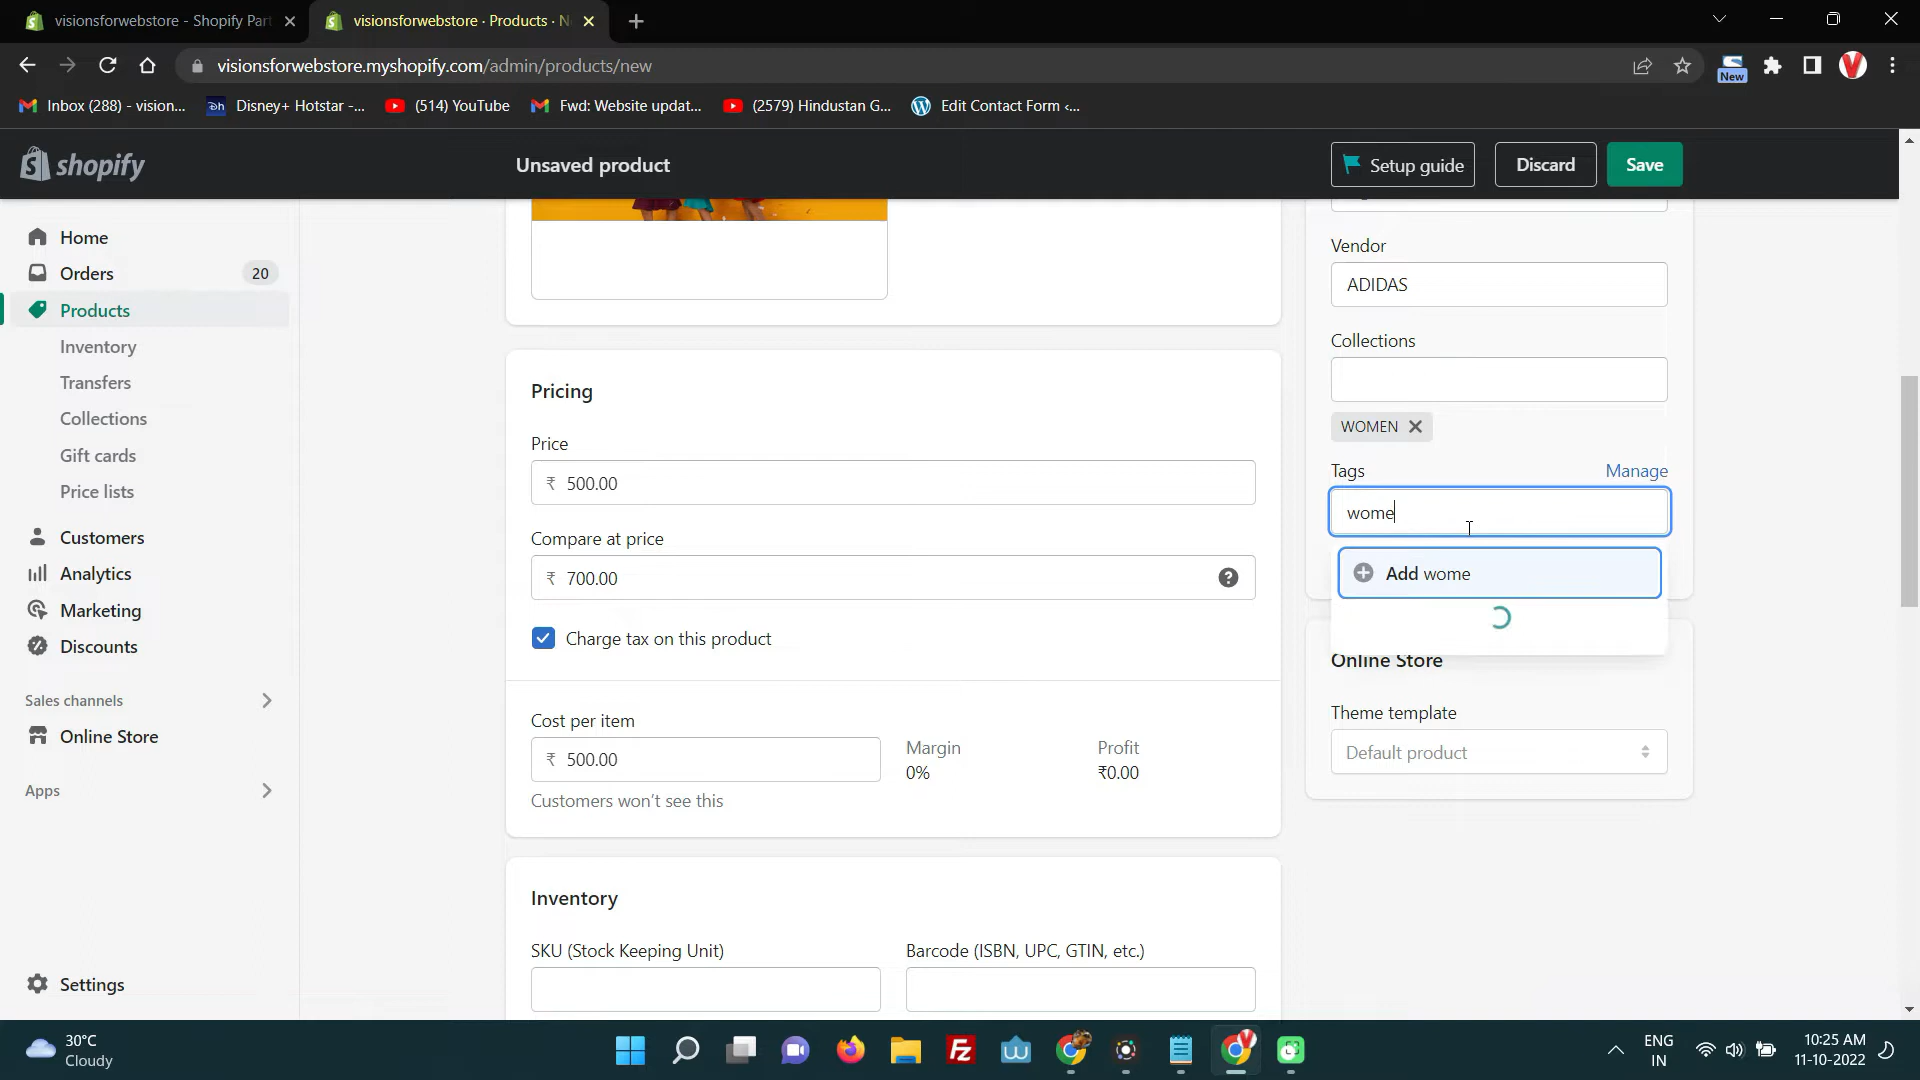 visionsforwebstore - Shopify Part
visionsforwebstore · Products · N
visionsforwebstore.myshopify.com/admin/products/new
New
Inbox (288) - vision...
Disney+ Hotstar -...
(514) YouTube
Fwd: Website updat...
(2579) Hindustan G...
Edit Contact Form ‹...
shopify
Unsaved product
Setup guide
Discard
Save
Home
Orders
20
Products
Inventory
Transfers
Collections
Gift cards
Price lists
Customers
Analytics
Marketing
Discounts
Sales channels
Online Store
Apps
Settings
Pricing
Price
₹ 500.00
Compare at price
₹ 700.00
Charge tax on this product
Cost per item
₹ 500.00
Margin
0%
Profit
₹0.00
Customers won't see this
Inventory
SKU (Stock Keeping Unit)
Barcode (ISBN, UPC, GTIN, etc.)
Vendor
ADIDAS
Collections
WOMEN
Tags
Manage
wome
Add wome
Online Store
Theme template
Default product
30°C
Cloudy
ENG
IN
10:25 AM
11-10-2022